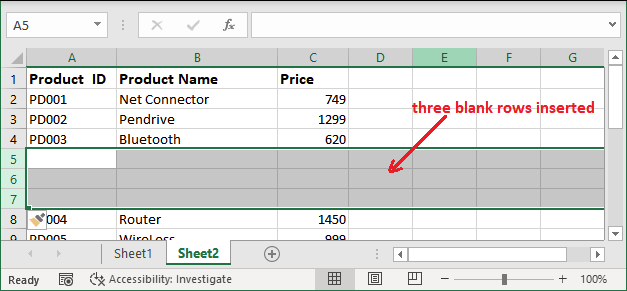 A5 fx
A B C D E F G
1 Product ID Product Name Price
2 PD001 Net Connector 749
three blank rows inserted
3 PD002 Pendrive 1299
4 PD003 Bluetooth 620
5
6
7
8 004 Router 1450
9 PD005 WireLess 999
Sheet1 Sheet2
Ready Accessibility: Investigate 100%